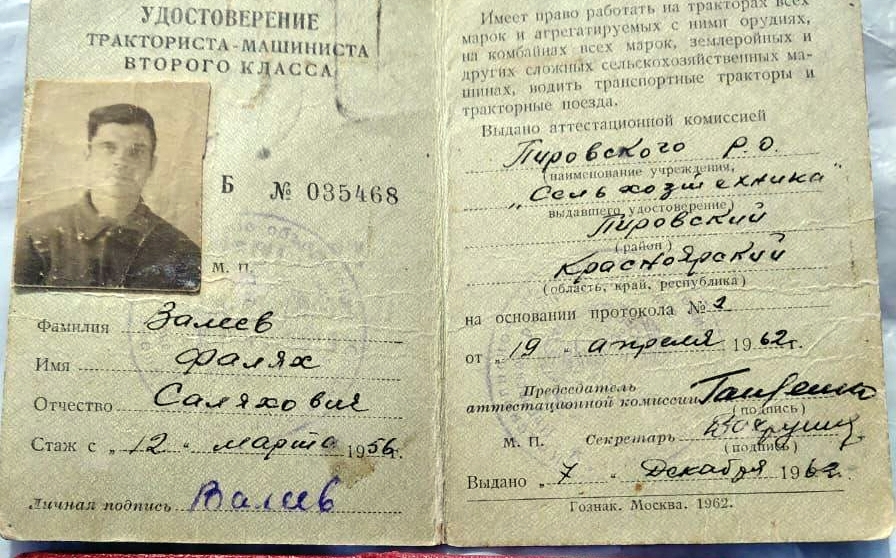 УДОСТОВЕРЕНИЕ
ТРАКТОРИСТА-МАШИНИСТА
ВТОРОГО КЛАССА
Б № 035468
М. П.
Фамилия Залеев
Имя Фалях
Отчество Саляхович
Стаж с „12" марта 1956г.
Личная подпись Валеев
Имеет право работать на тракторах всех
марок и агрегатируемых с ними орудиях,
на комбайнах всех марок, землеройных и
других сложных сельскохозяйственных ма-
шинах, водить транспортные тракторы и
тракторные поезда.
Выдано аттестационной комиссией
Пировского Р.О.
(наименование учреждения,
„Сельхозтехника"
выдавшего удостоверение)
Пировский
(район)
Красноярский
(область, край, республика)
на основании протокола № 2
от „19" апреля 1962г.
Председатель
аттестационной комиссии
(подпись)
М. П. Секретарь
(подпись)
Выдано „7" Декабря 1962.
Гознак. Москва. 1962.